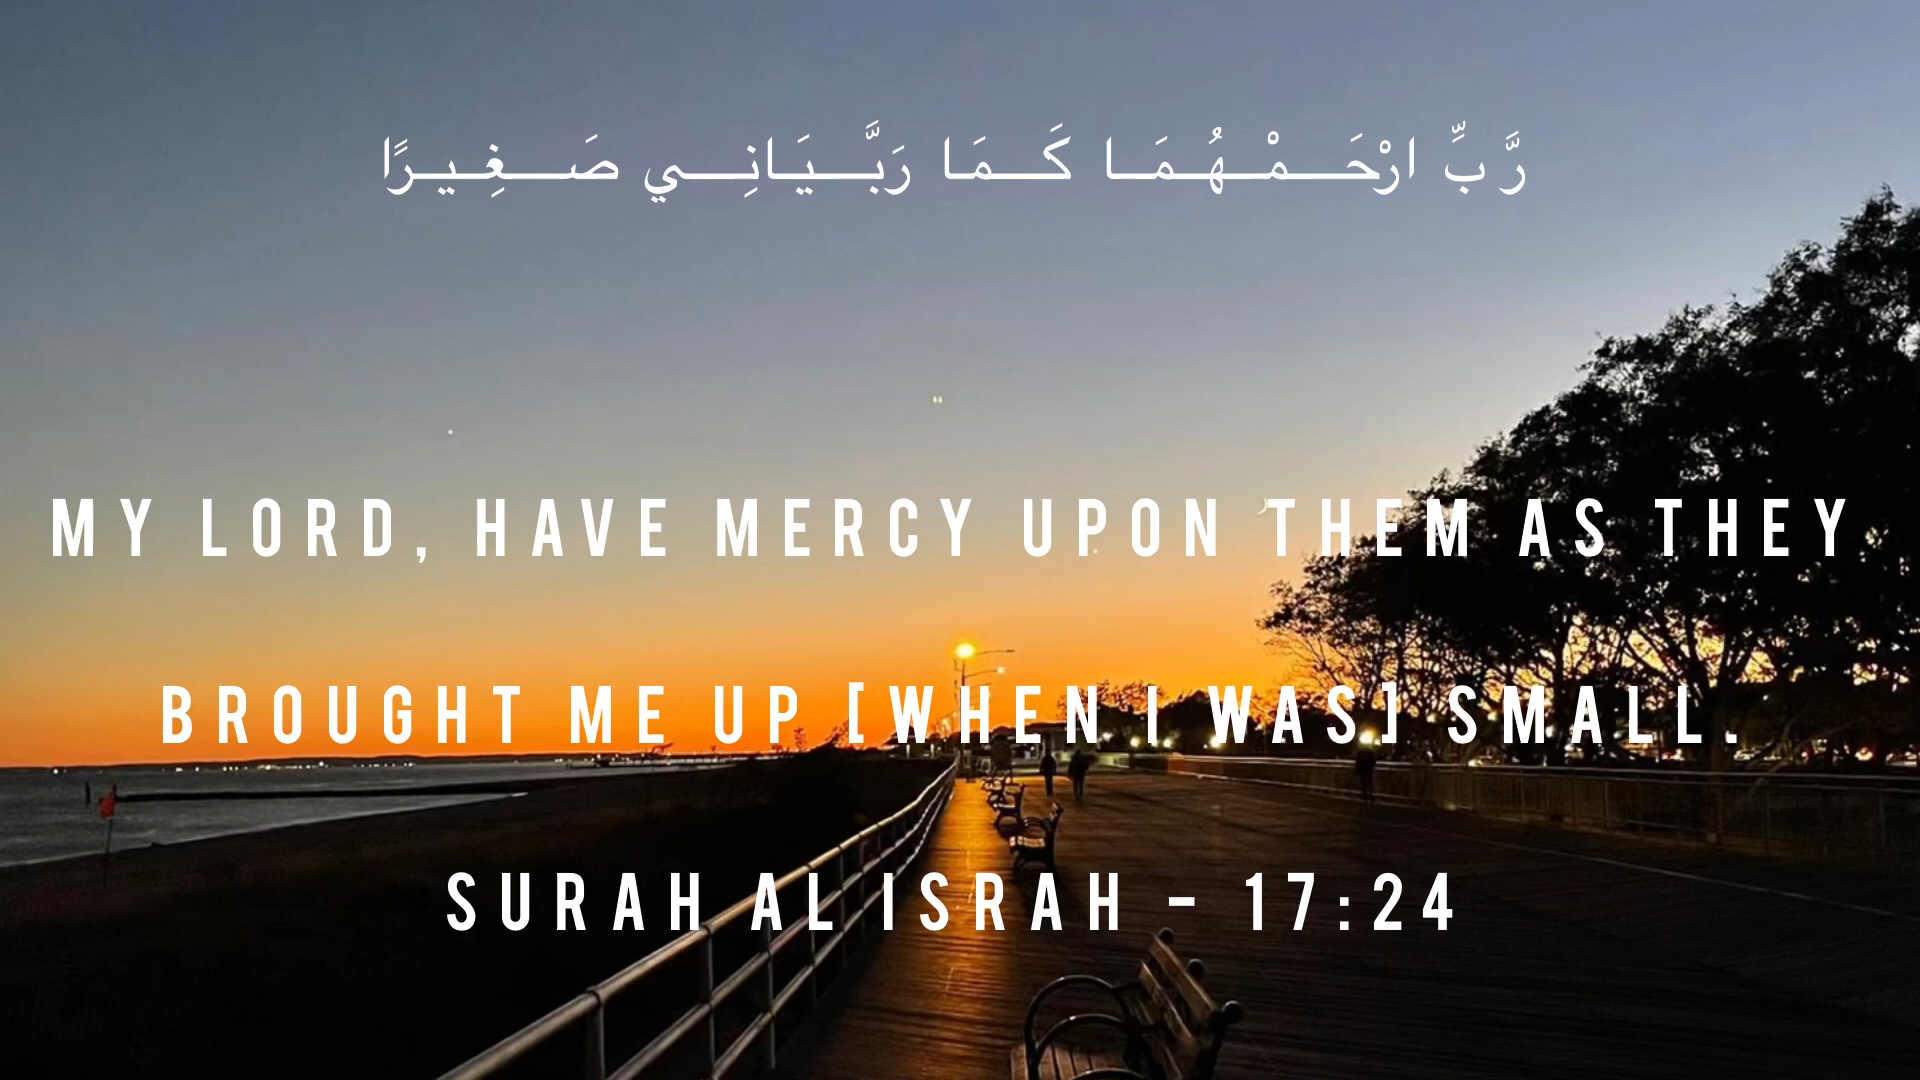 رَّبِّ ارْحَمْهُمَا كَمَا رَبَّيَانِي صَغِيرًا
MY LORD, HAVE MERCY UPON THEM AS THEY
BROUGHT ME UP [WHEN I WAS] SMALL.
SURAH AL ISRAH - 17:24